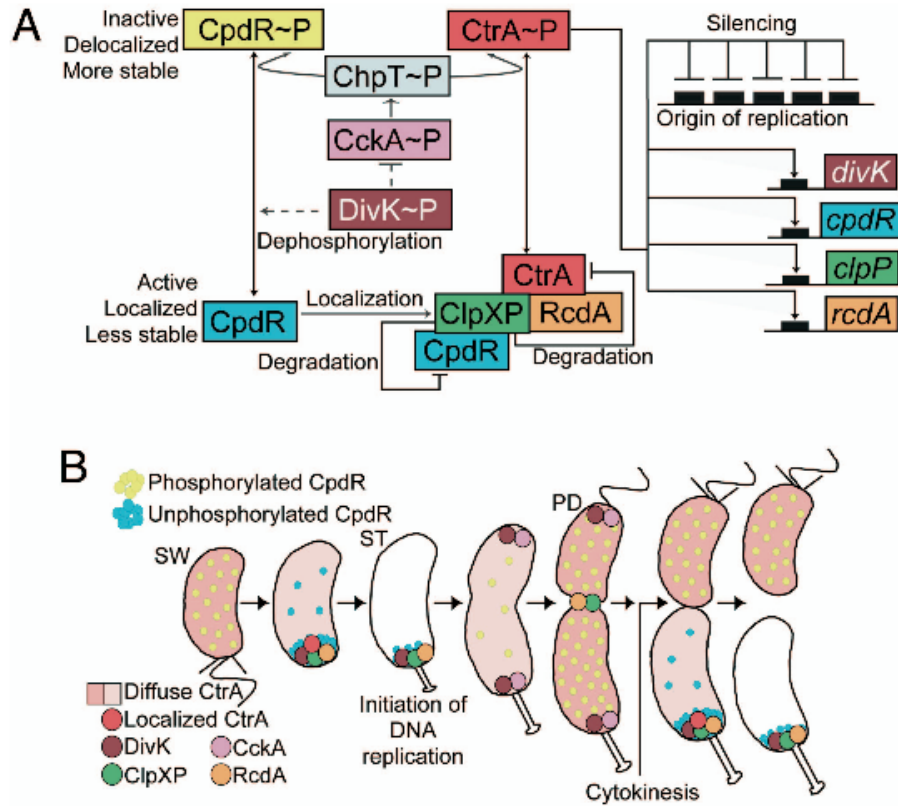 A
Inactive
Delocalized
More stable
CpdR~P
CtrA~P
ChpT~P
CckA~P
DivK~P
Dephosphorylation
Silencing
Origin of replication
divK
cpdR
clpP
rcdA
Active
Localized
Less stable
CpdR
Localization
CtrA
ClpXP
RcdA
CpdR
Degradation
Degradation
B
Phosphorylated CpdR
Unphosphorylated CpdR
SW
ST
PD
Initiation of
DNA
replication
Cytokinesis
Diffuse CtrA
Localized CtrA
DivK
CckA
ClpXP
RcdA